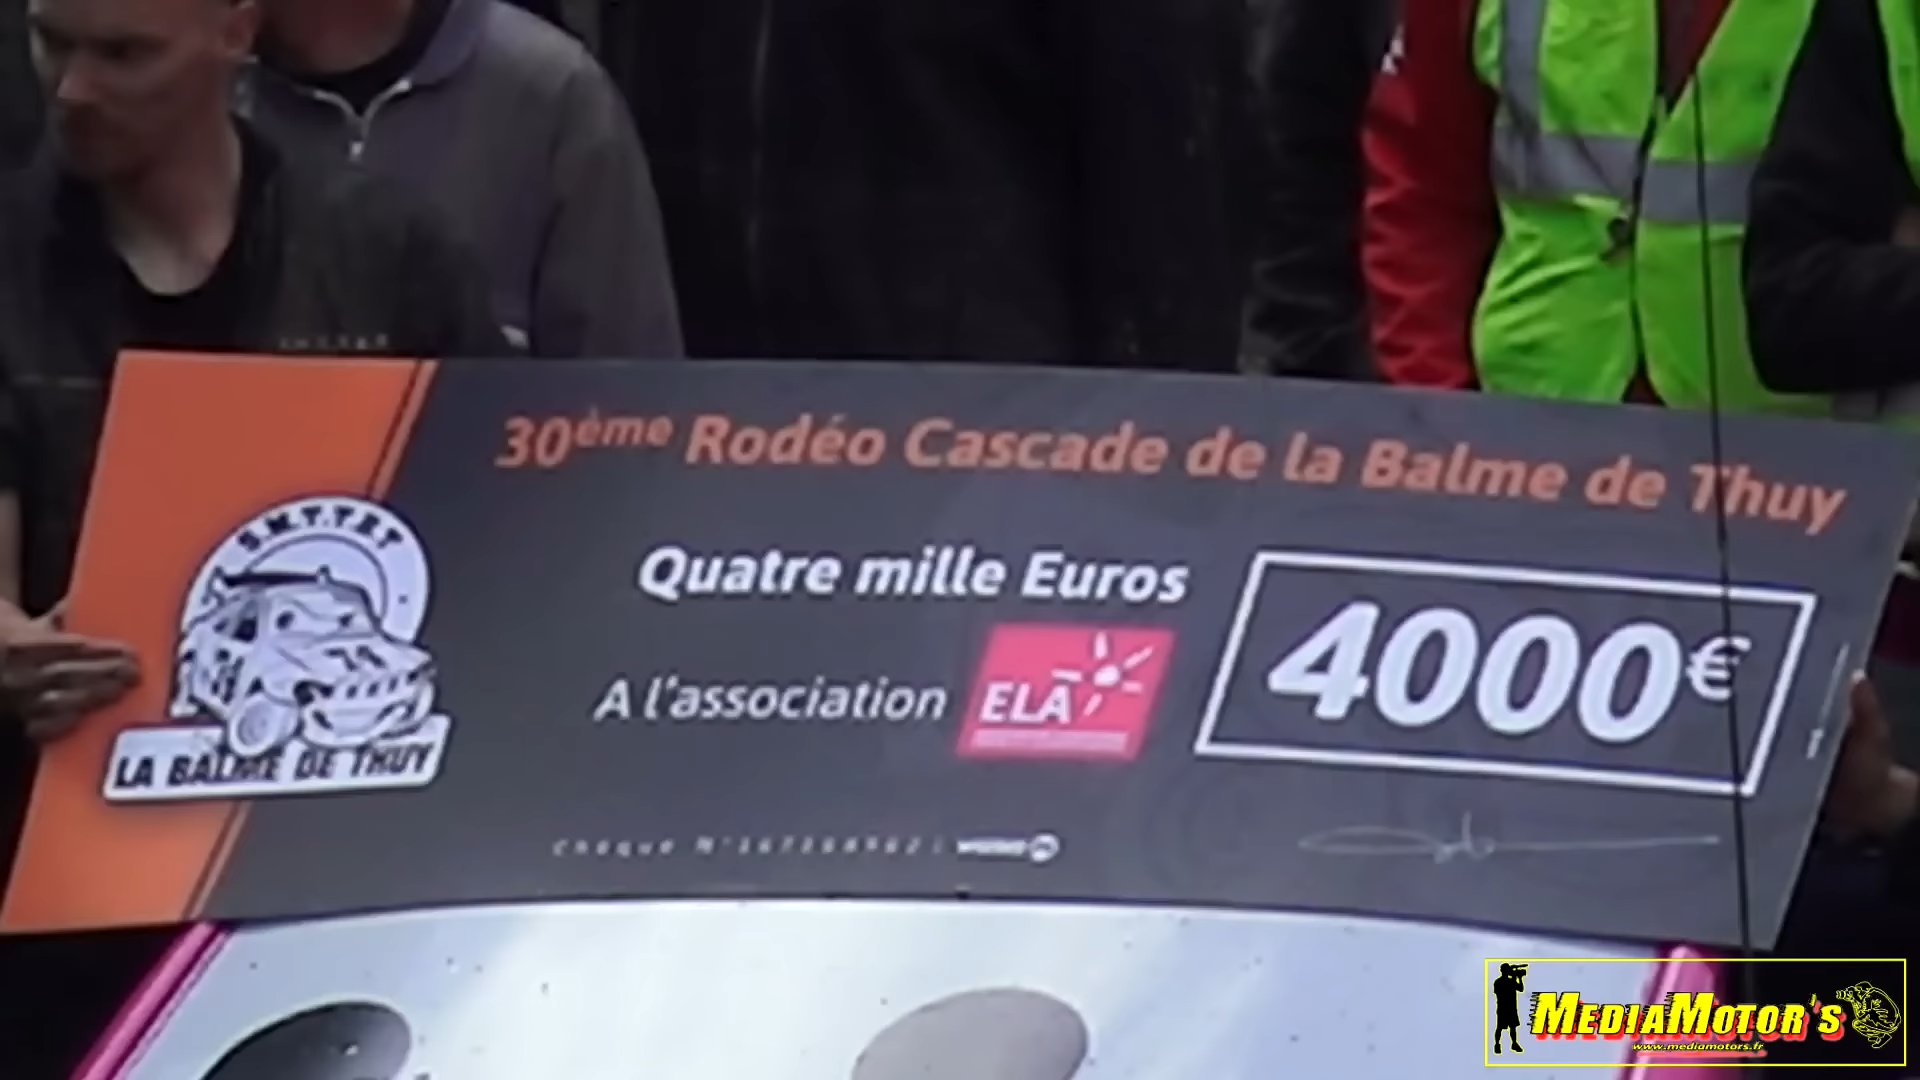 30ème Rodéo Cascade de la Balme de Thuy
S.M.T.T.R.T
Quatre mille Euros
4000€
A l'association ELA
LA BALME DE THUY
Chèque
MEDIAMOTOR'S
www.mediamotors.fr